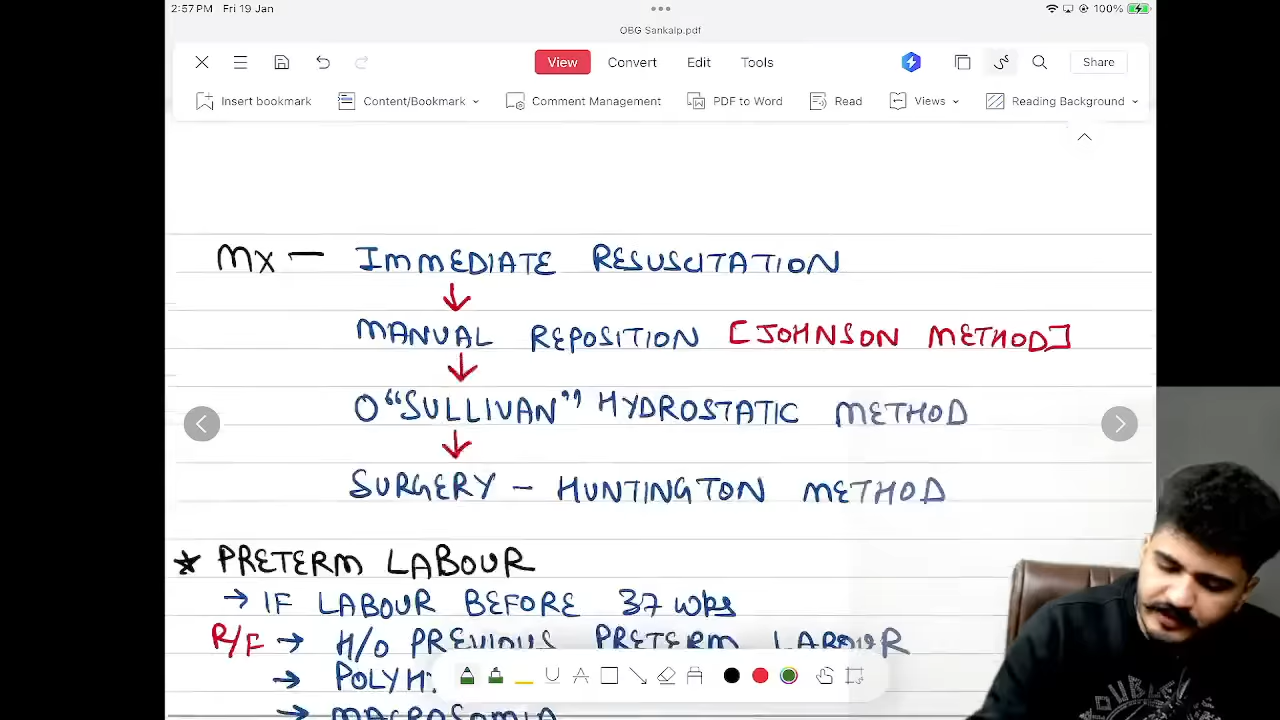 2:57 PM Fri 19 Jan
100%
OBG Sankalp.pdf
View Convert Edit Tools Share
Insert bookmark Content/Bookmark Comment Management PDF to Word Read Views Reading Background
Mx - IMMEDIATE RESUSCITATION
↓
MANUAL REPOSITION [JOHNSON METHOD]
↓
O"SULLIVAN" HYDROSTATIC METHOD
↓
SURGERY - HUNTINGTON METHOD
★ PRETERM LABOUR
→ IF LABOUR BEFORE 37 wks
R/F → H/O PREVIOUS PRETERM LABOUR
→ POLYH
→ MACROSOMIA